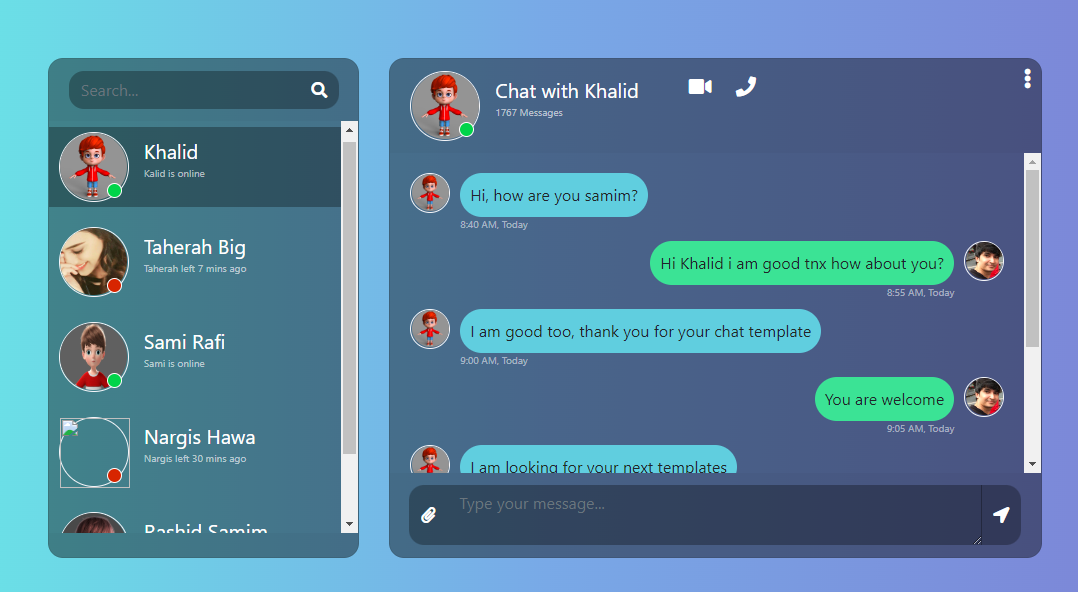 Search...
Khalid
Kalid is online
Taherah Big
Taherah left 7 mins ago
Sami Rafi
Sami is online
Nargis Hawa
Nargis left 30 mins ago
Rashid Samim
Chat with Khalid
1767 Messages
Hi, how are you samim?
8:40 AM, Today
Hi Khalid i am good tnx how about you?
8:55 AM, Today
I am good too, thank you for your chat template
9:00 AM, Today
You are welcome
9:05 AM, Today
I am looking for your next templates
Type your message...